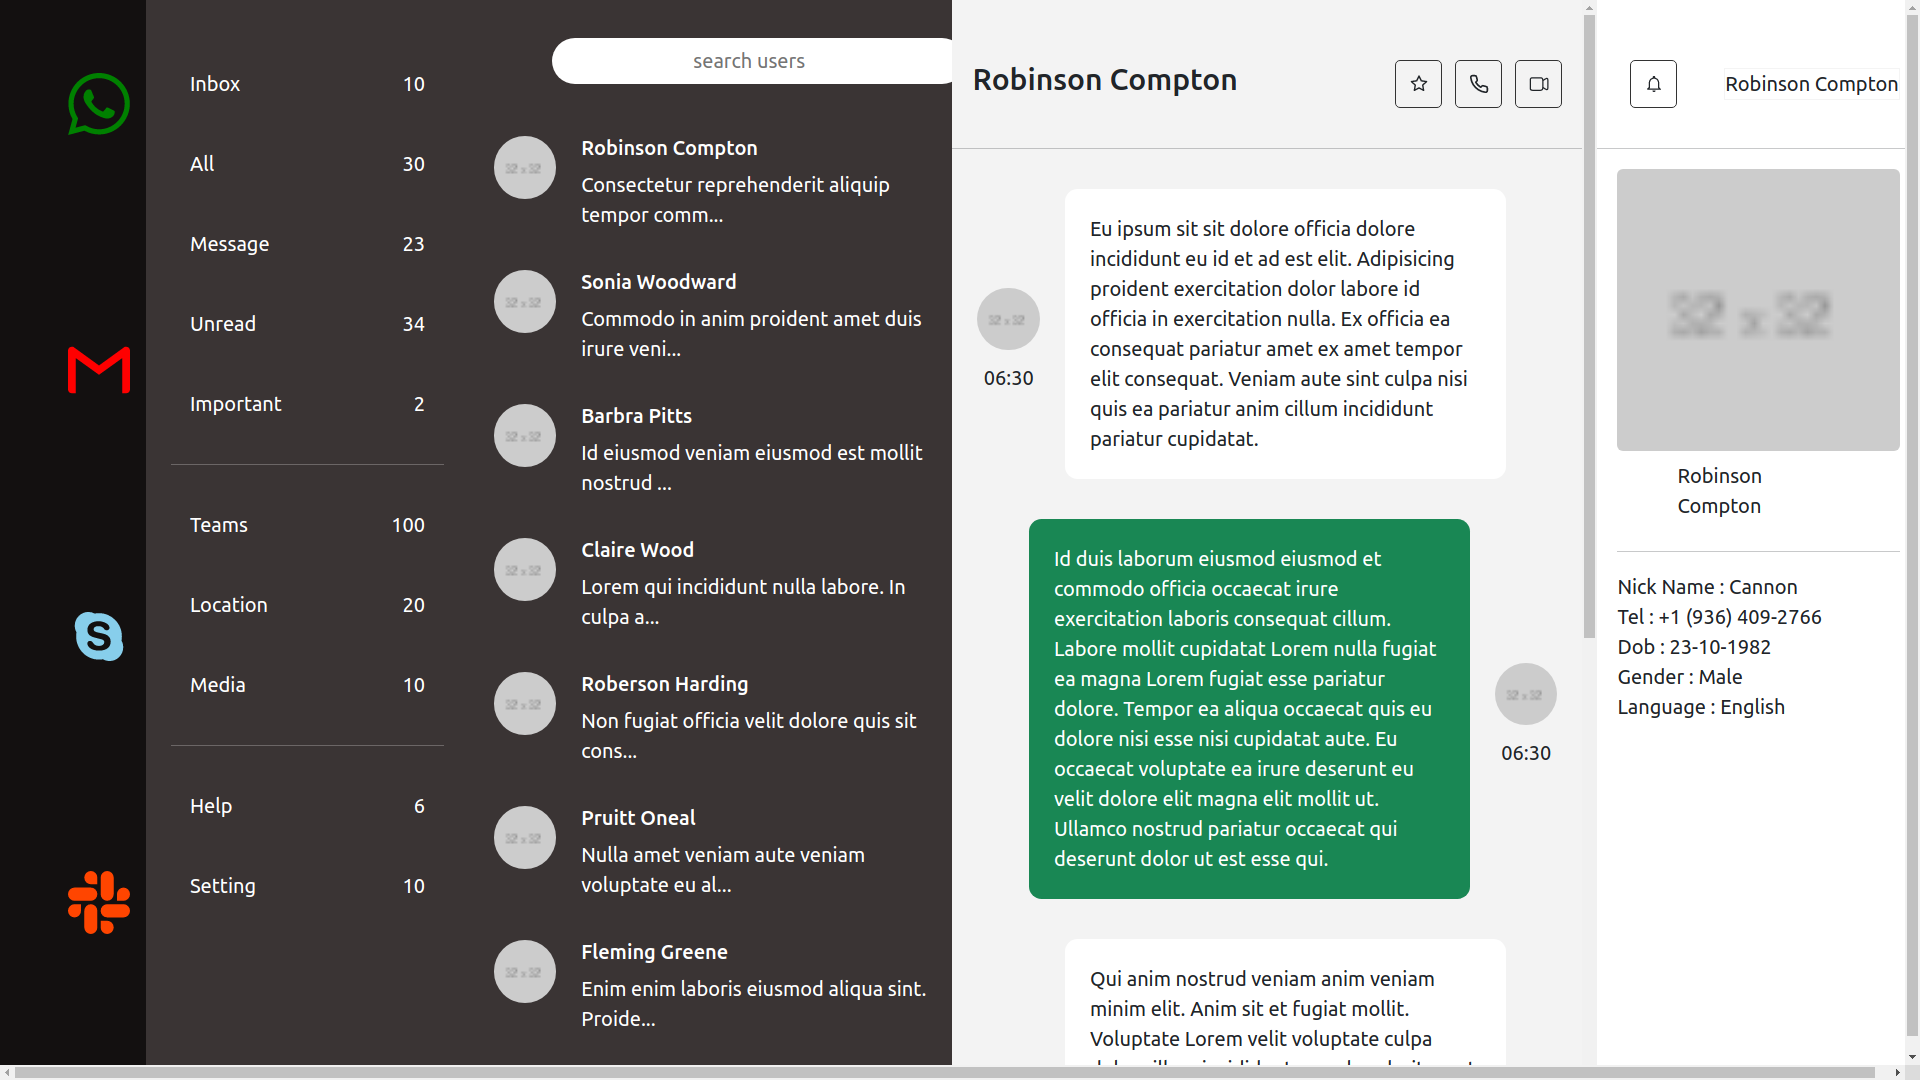 Inbox 10
All 30
Message 23
Unread 34
Important 2
Teams 100
Location 20
Media 10
Help 6
Setting 10
search users
32 x 32
Robinson Compton
Consectetur reprehenderit aliquip
tempor comm...
32 x 32
Sonia Woodward
Commodo in anim proident amet duis
irure veni...
32 x 32
Barbra Pitts
Id eiusmod veniam eiusmod est mollit
nostrud ...
32 x 32
Claire Wood
Lorem qui incididunt nulla labore. In
culpa a...
32 x 32
Roberson Harding
Non fugiat officia velit dolore quis sit
cons...
32 x 32
Pruitt Oneal
Nulla amet veniam aute veniam
voluptate eu al...
32 x 32
Fleming Greene
Enim enim laboris eiusmod aliqua sint.
Proide...
Robinson Compton
32 x 32
06:30
Eu ipsum sit sit dolore officia dolore
incididunt eu id et ad est elit. Adipisicing
proident exercitation dolor labore id
officia in exercitation nulla. Ex officia ea
consequat pariatur amet ex amet tempor
elit consequat. Veniam aute sint culpa nisi
quis ea pariatur anim cillum incididunt
pariatur cupidatat.
Id duis laborum eiusmod eiusmod et
commodo officia occaecat irure
exercitation laboris consequat cillum.
Labore mollit cupidatat Lorem nulla fugiat
ea magna Lorem fugiat esse pariatur
dolore. Tempor ea aliqua occaecat quis eu
dolore nisi esse nisi cupidatat aute. Eu
occaecat voluptate ea irure deserunt eu
velit dolore elit magna elit mollit ut.
Ullamco nostrud pariatur occaecat qui
deserunt dolor ut est esse qui.
32 x 32
06:30
Qui anim nostrud veniam anim veniam
minim elit. Anim sit et fugiat mollit.
Voluptate Lorem velit voluptate culpa
Robinson Compton
32 x 32
Robinson
Compton
Nick Name : Cannon
Tel : +1 (936) 409-2766
Dob : 23-10-1982
Gender : Male
Language : English